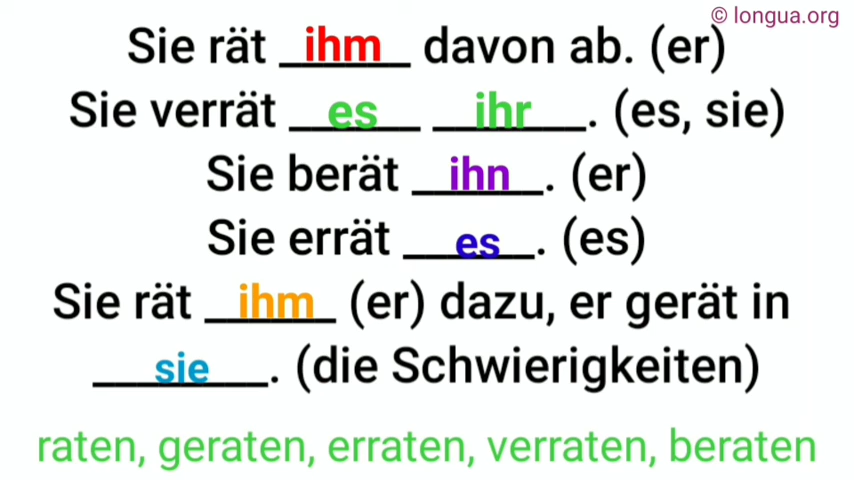 © longua.org
Sie rät ihm davon ab. (er)
Sie verrät es ihr. (es, sie)
Sie berät ihn. (er)
Sie errät es. (es)
Sie rät ihm (er) dazu, er gerät in
sie. (die Schwierigkeiten)
raten, geraten, erraten, verraten, beraten